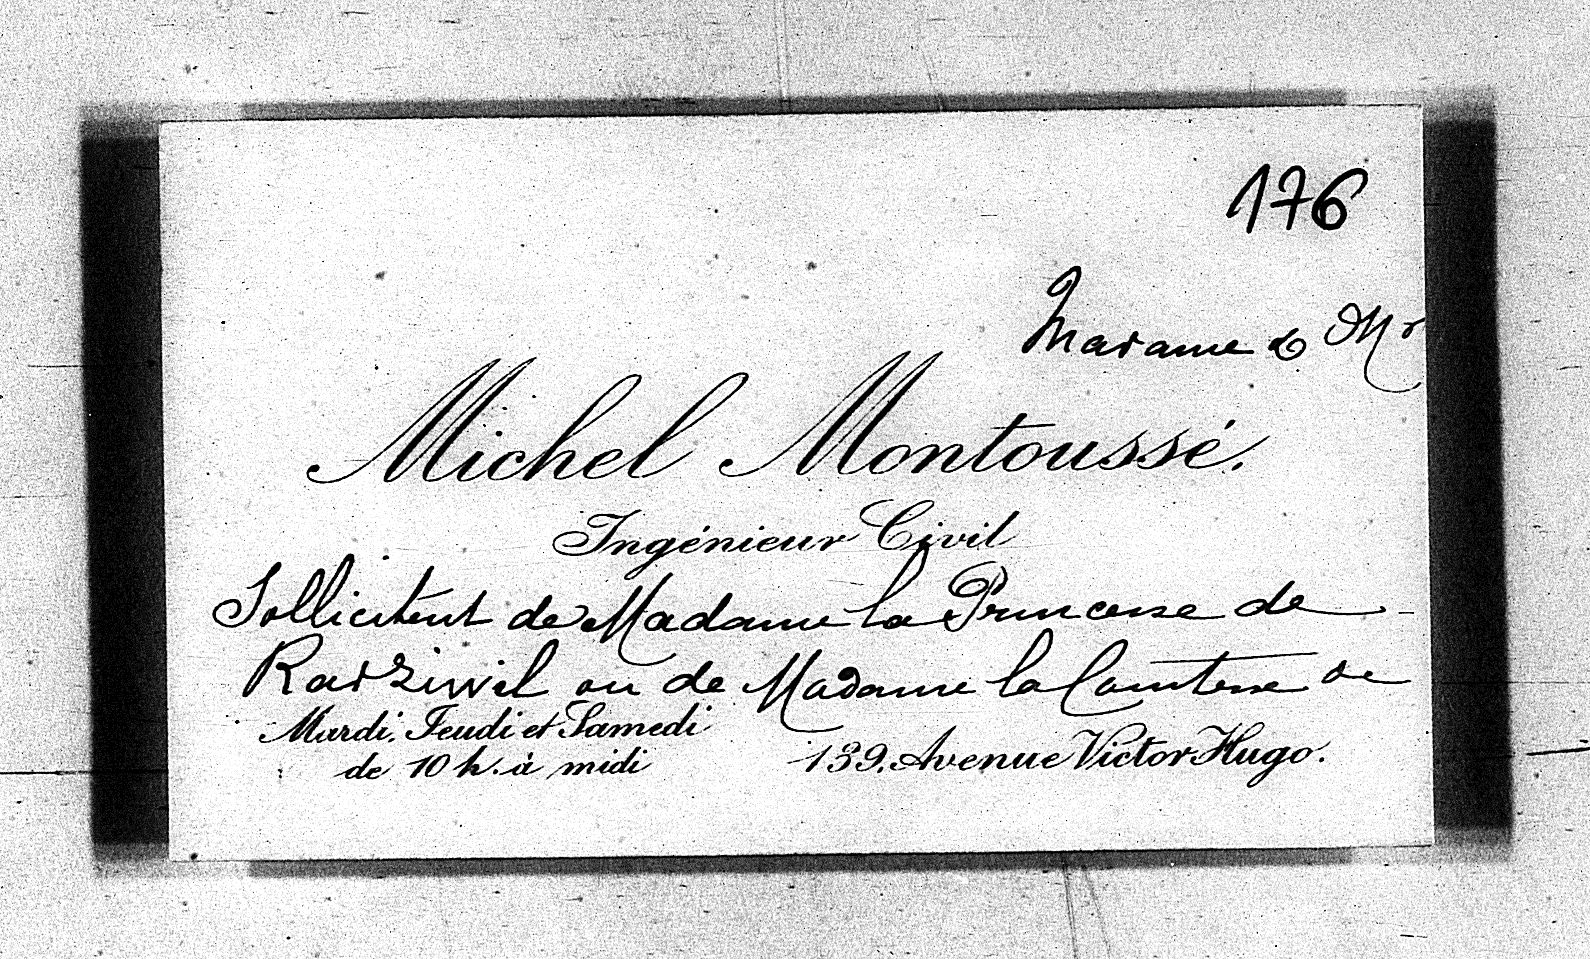 176
Madame & Mr
Michel Montoussé.
Ingénieur Civil
Sollicitent de Madame la Princesse de
Radziwil ou de Madame la Comtesse de
Mardi, Jeudi et Samedi
de 10 h. à midi
139, Avenue Victor Hugo.